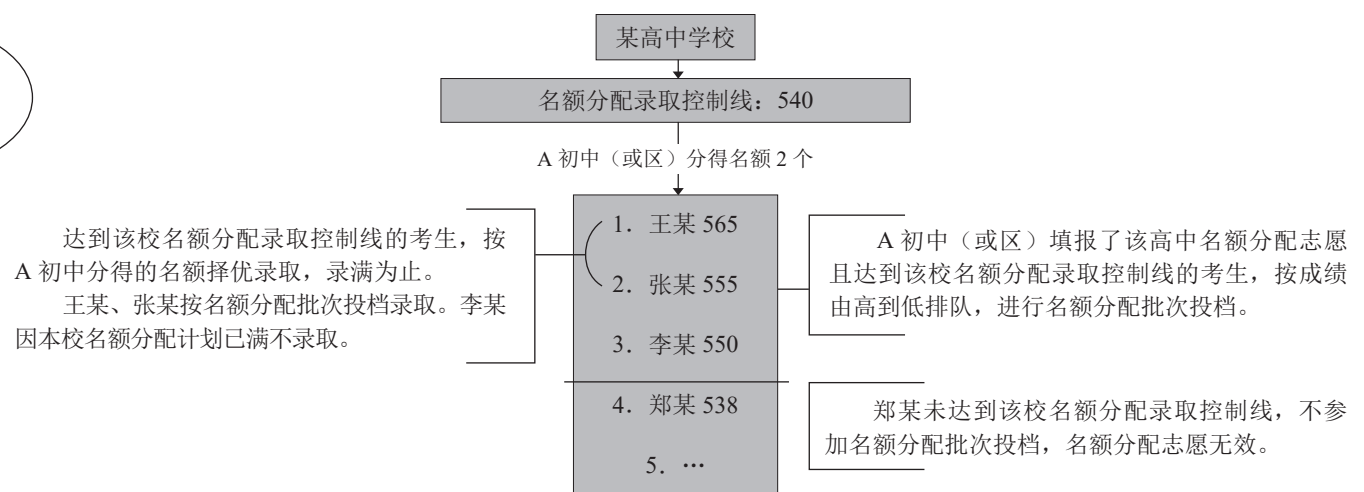 某高中学校
名额分配录取控制线：540
A 初中（或区）分得名额 2 个
达到该校名额分配录取控制线的考生，按
A 初中分得的名额择优录取，录满为止。
王某、张某按名额分配批次投档录取。李某
因本校名额分配计划已满不录取。
1．王某 565
2．张某 555
3．李某 550
4．郑某 538
5．…
A 初中（或区）填报了该高中名额分配志愿
且达到该校名额分配录取控制线的考生，按成绩
由高到低排队，进行名额分配批次投档。
郑某未达到该校名额分配录取控制线，不参
加名额分配批次投档，名额分配志愿无效。